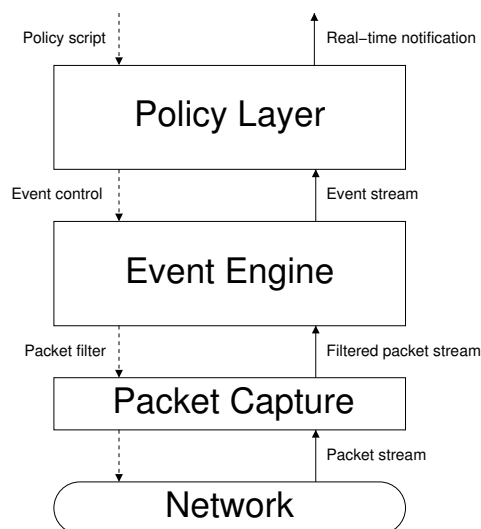 Policy script
Real−time notification
Policy Layer
Event control
Event stream
Event Engine
Packet filter
Filtered packet stream
Packet Capture
Packet stream
Network